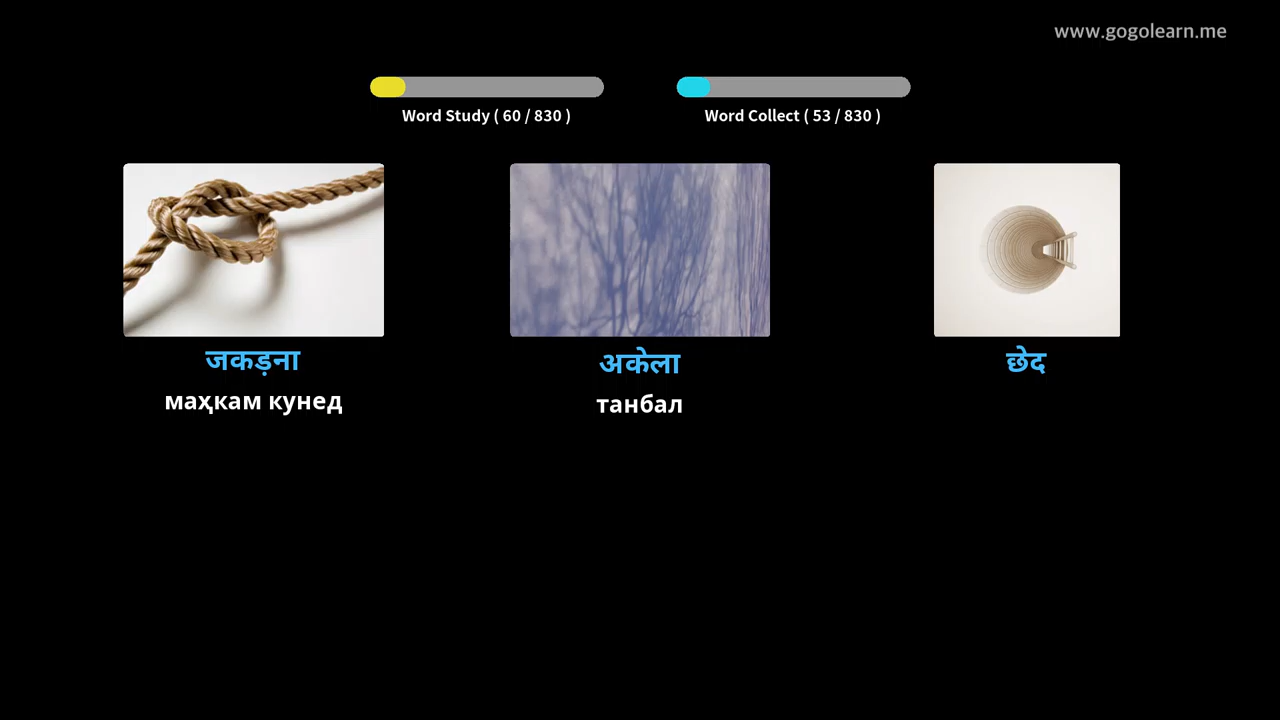 www.gogolearn.me
Word Study ( 60 / 830 )
Word Collect ( 53 / 830 )
जकड़ना
маҳкам кунед
अकेला
танбал
छेद